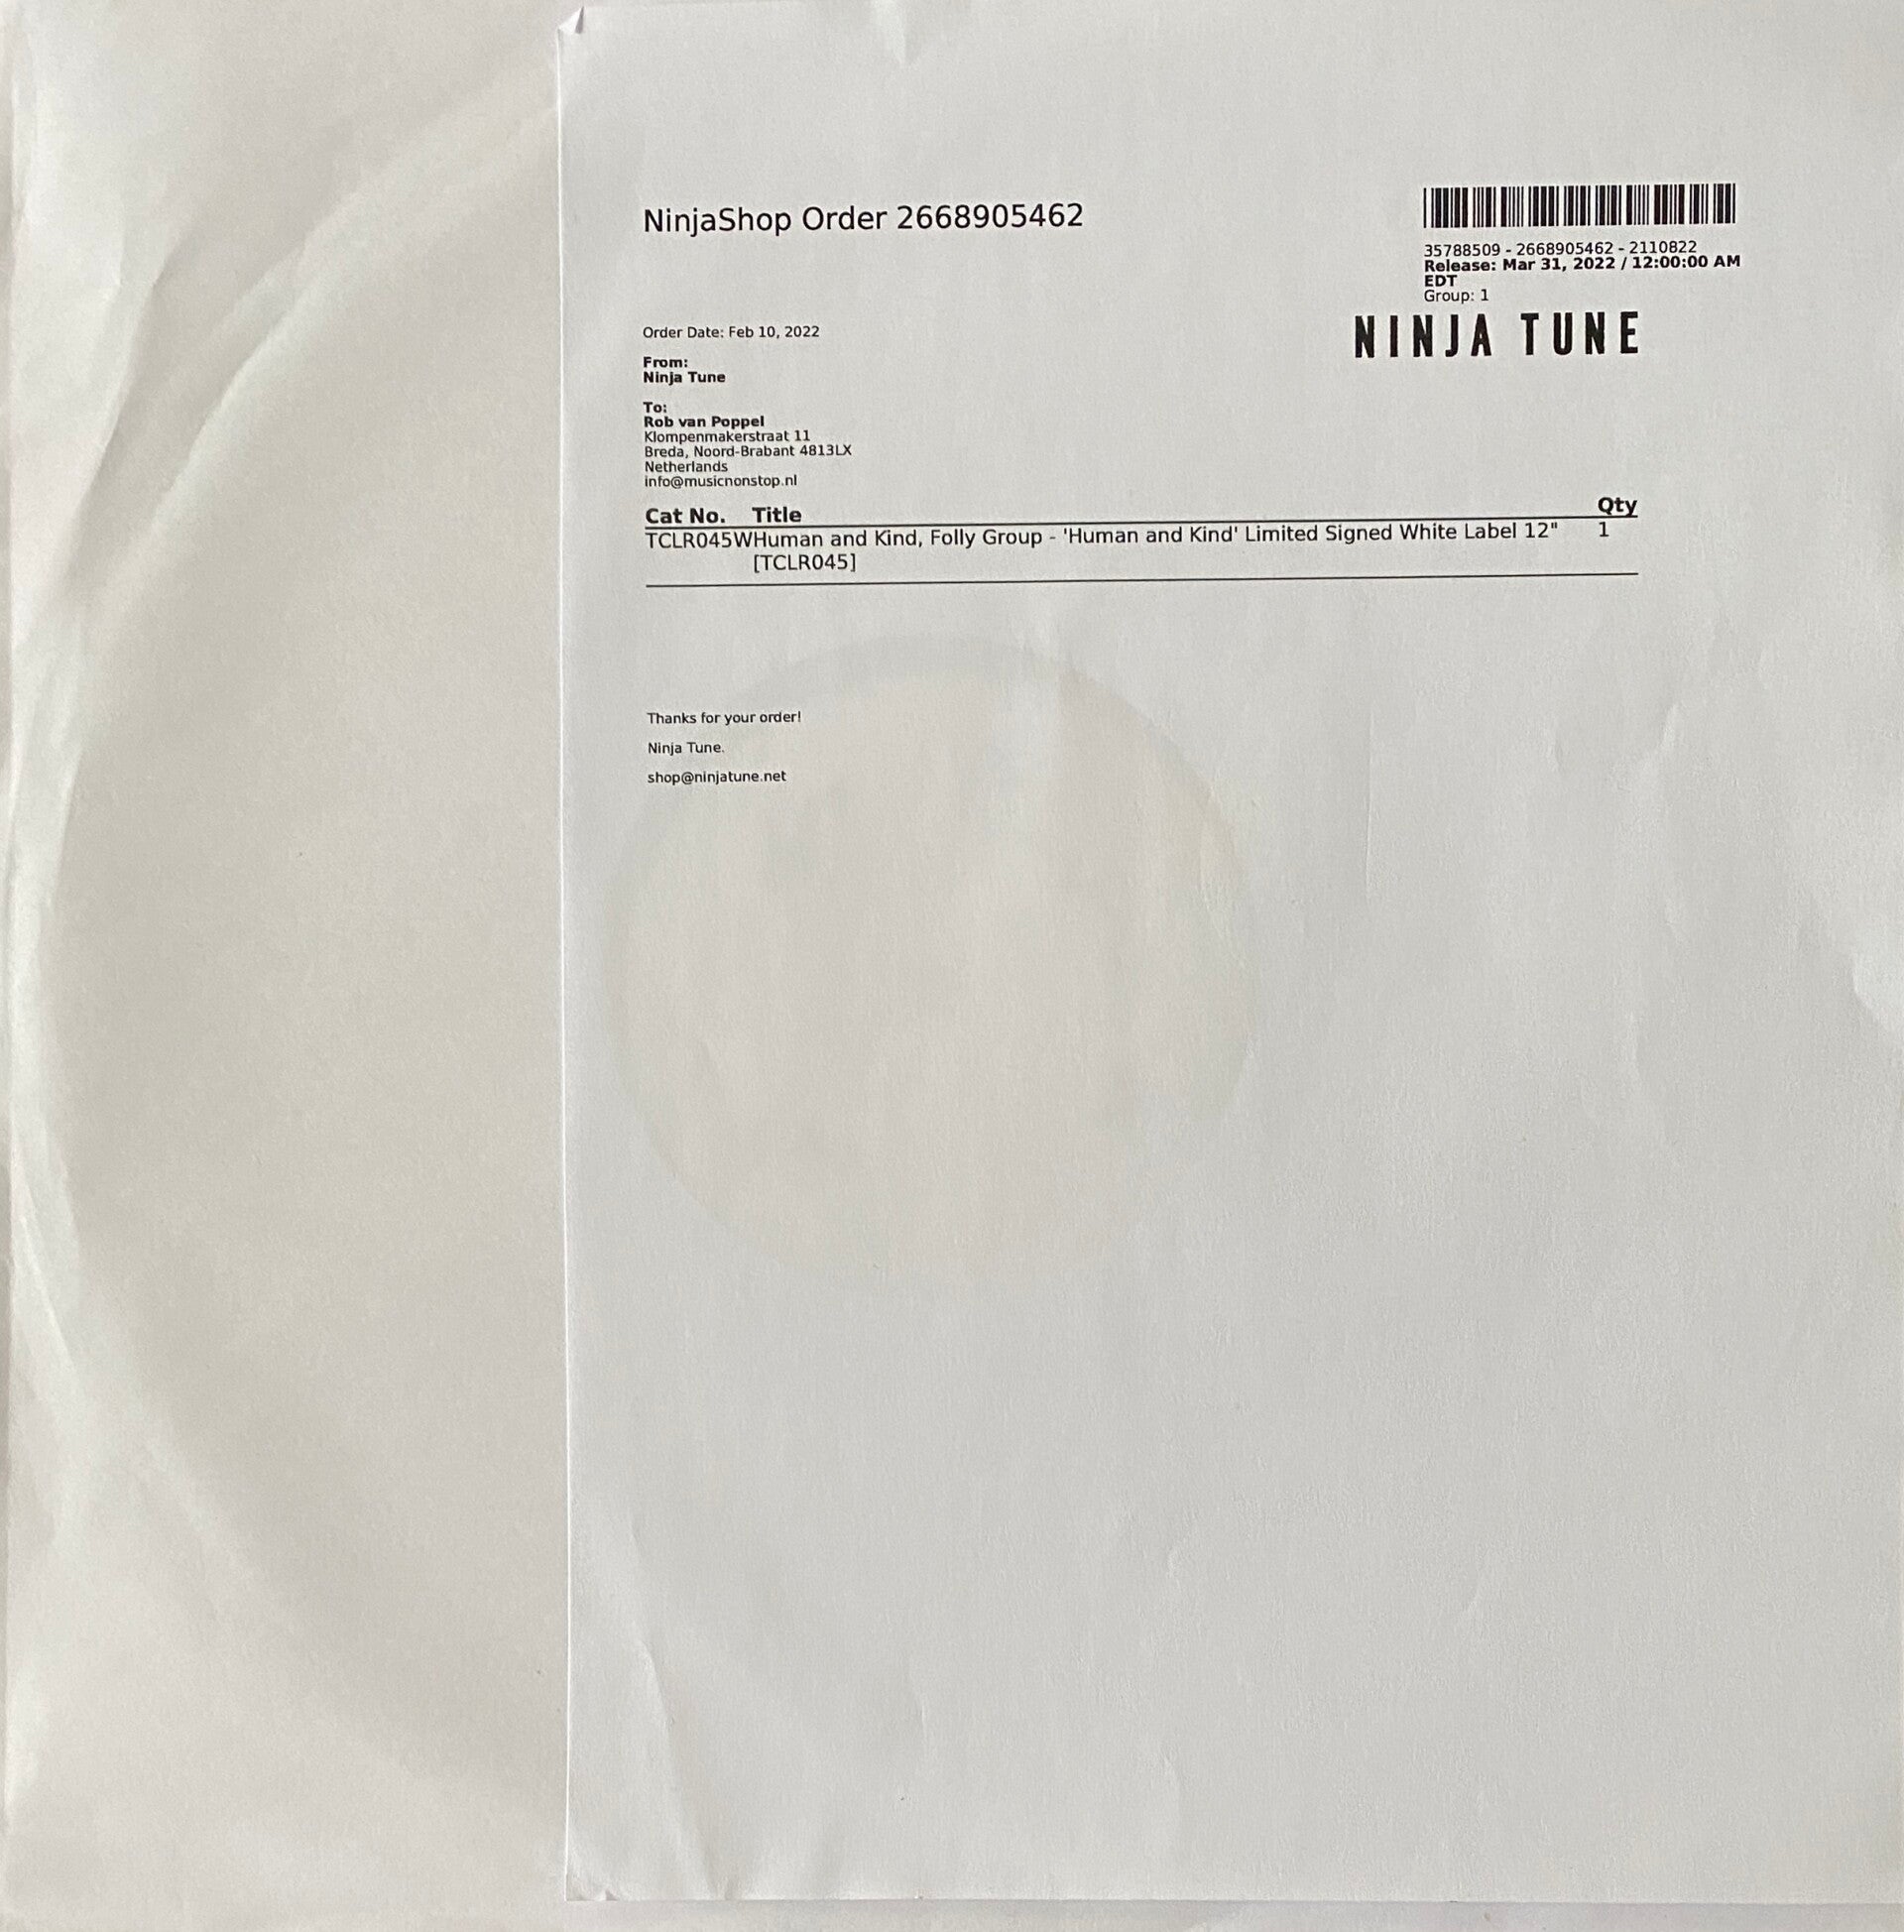 NinjaShop Order 2668905462
35788509 - 2668905462 - 2110822
Release: Mar 31, 2022 / 12:00:00 AM
EDT
Group: 1
NINJA TUNE
Order Date: Feb 10, 2022
From:
Ninja Tune
To:
Rob van Poppel
Klompenmakerstraat 11
Breda, Noord-Brabant 4813LX
Netherlands
info@musicnonstop.nl
Cat No. Title Qty
TCLR045WHuman and Kind, Folly Group - 'Human and Kind' Limited Signed White Label 12" 1
[TCLR045]
Thanks for your order!
Ninja Tune.
shop@ninjatune.net